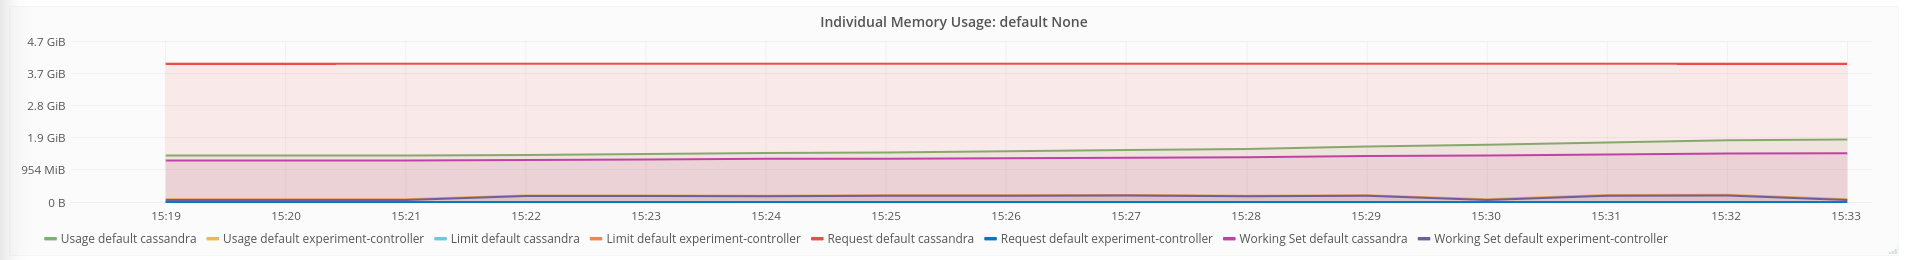 Individual Memory Usage: default None
4.7 GiB
3.7 GiB
2.8 GiB
1.9 GiB
954 MiB
0 B
15:19 15:20 15:21 15:22 15:23 15:24 15:25 15:26 15:27 15:28 15:29 15:30 15:31 15:32 15:33
Usage default cassandra Usage default experiment-controller Limit default cassandra Limit default experiment-controller Request default cassandra Request default experiment-controller Working Set default cassandra Working Set default experiment-controller